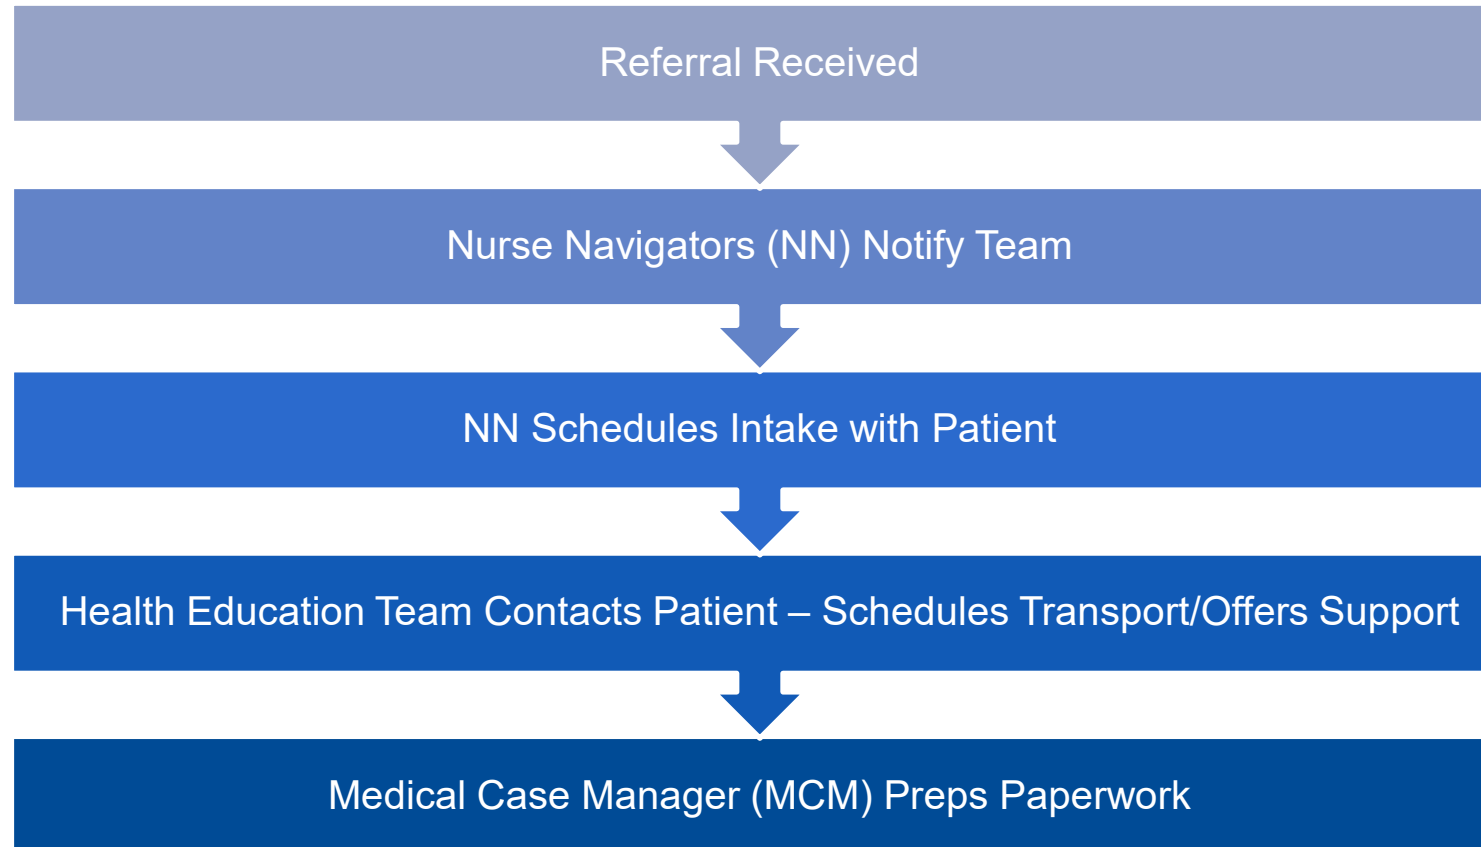 Referral Received
Nurse Navigators (NN) Notify Team
NN Schedules Intake with Patient
Health Education Team Contacts Patient – Schedules Transport/Offers Support
Medical Case Manager (MCM) Preps Paperwork